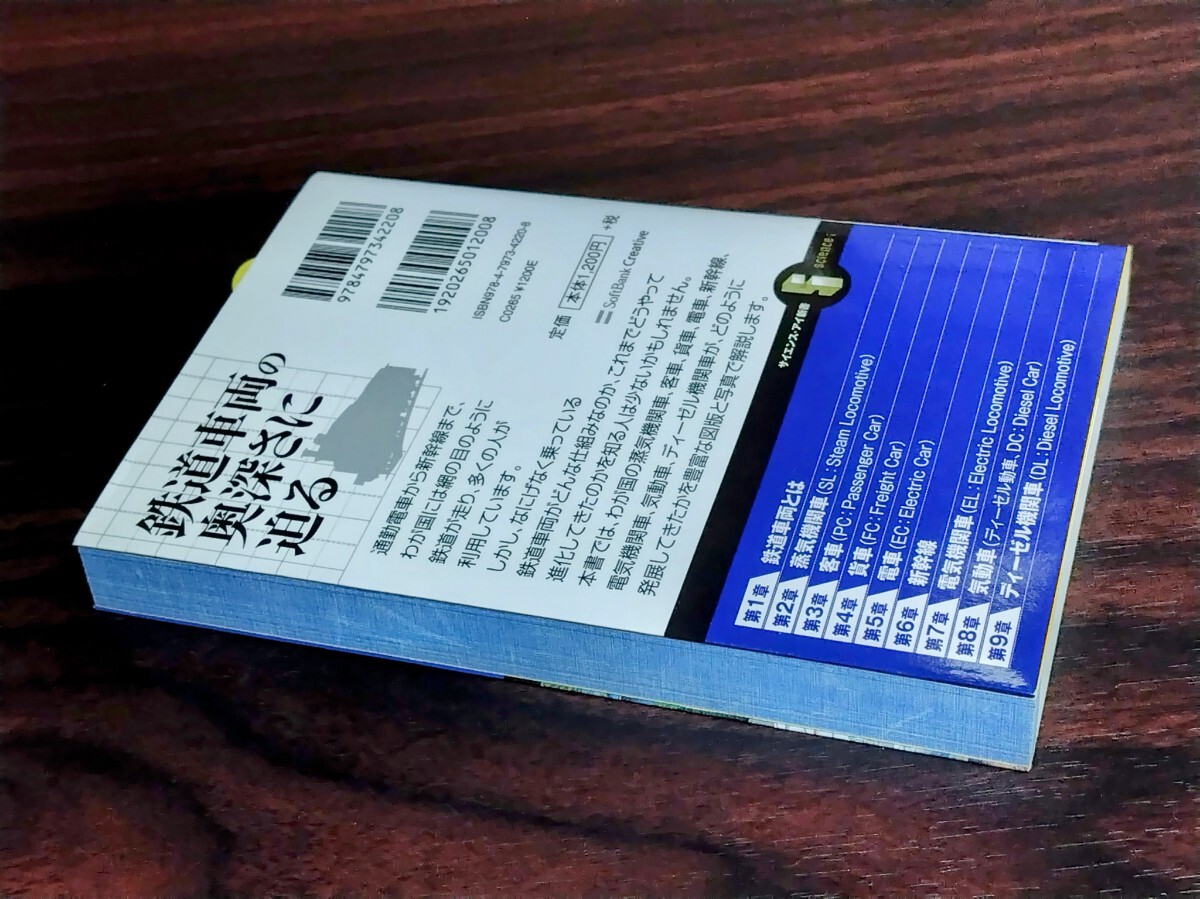 9784797342208
1920265012008
ISBN978-4-7973-4220-8
C0265 ¥1200E
定価 本体1,200円 +税
SoftBank Creative
鉄道車両の
奥深さに
迫る
通勤電車から新幹線まで、
わが国には網の目のように
鉄道が走り、多くの人が
利用しています。
しかし、なにげなく乗っている
鉄道車両がどんな仕組みなのか、これまでどうやって
進化してきたのかを知る人は少ないかもしれません。
本書では、わが国の蒸気機関車、客車、貨車、電車、新幹線、
電気機関車、気動車、ディーゼル機関車が、どのように
発展してきたかを豊富な図版と写真で解説します。
サイエンス・アイ新書
science・i
第1章 鉄道車両とは
第2章 蒸気機関車 (SL：Steam Locomotive)
第3章 客車 (PC：Passenger Car)
第4章 貨車 (FC：Freight Car)
第5章 電車 (EC：Electric Car)
第6章 新幹線
第7章 電気機関車 (EL：Electric Locomotive)
第8章 気動車 (ディーゼル動車、DC：Diesel Car)
第9章 ディーゼル機関車 (DL：Diesel Locomotive)